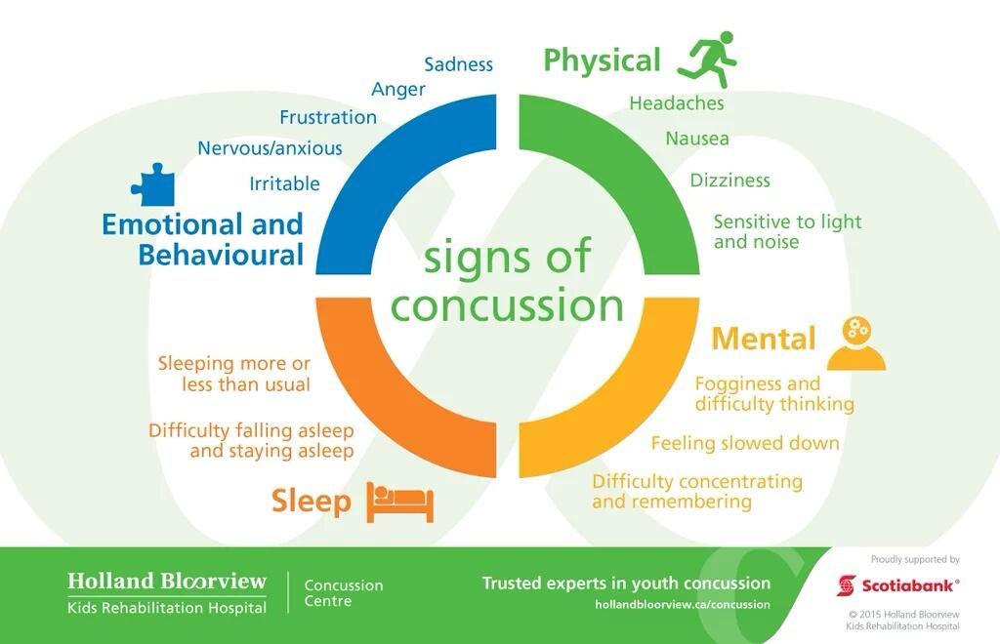 Physical
Headaches
Nausea
Dizziness
Sensitive to light
and noise
Sadness
Anger
Frustration
Nervous/anxious
Irritable
Emotional and
Behavioural
signs of
concussion
Mental
Fogginess and
difficulty thinking
Feeling slowed down
Difficulty concentrating
and remembering
Sleeping more or
less than usual
Difficulty falling asleep
and staying asleep
Sleep
Holland Bloorview
Kids Rehabilitation Hospital
Concussion
Centre
Trusted experts in youth concussion
hollandbloorview.ca/concussion
Proudly supported by
Scotiabank®
© 2015 Holland Bloorview
Kids Rehabilitation Hospital